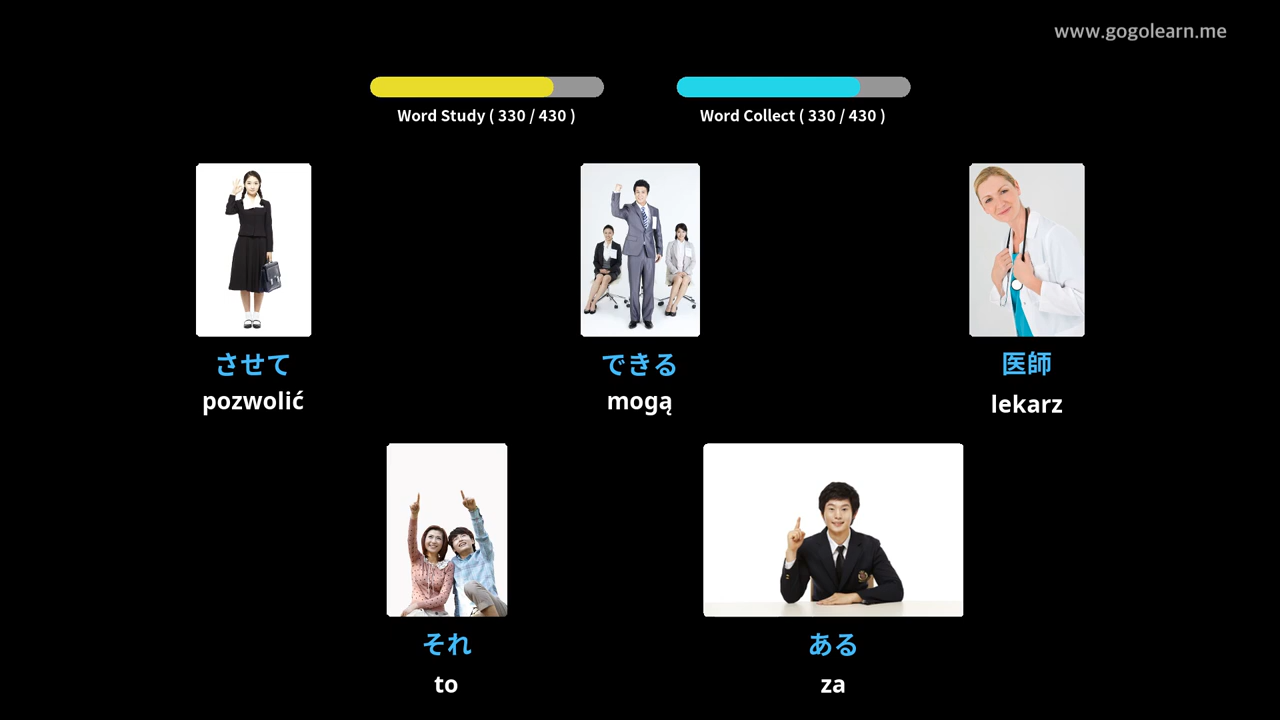 www.gogolearn.me
Word Study ( 330 / 430 )
Word Collect ( 330 / 430 )
させて
pozwolić
できる
mogą
医師
lekarz
それ
to
ある
za